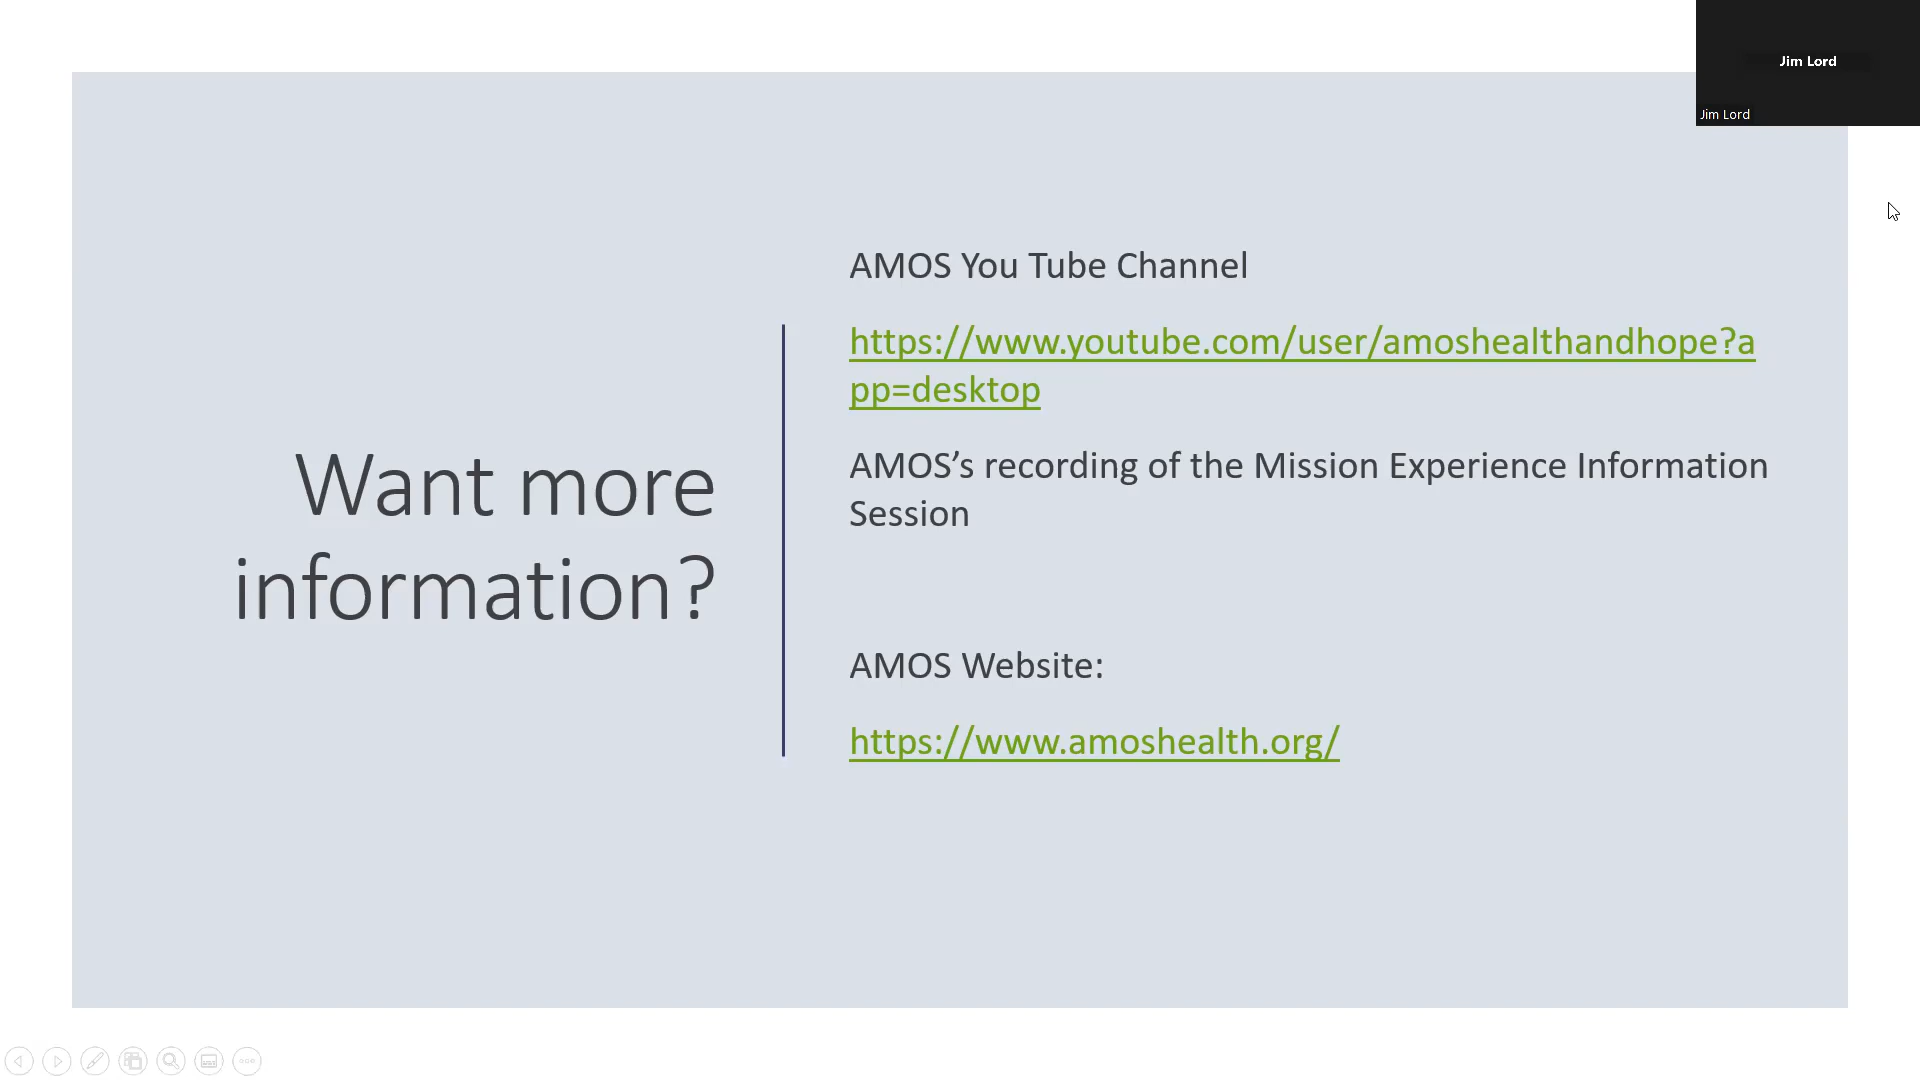 Jim Lord
Jim Lord
Want more
information?
AMOS You Tube Channel
https://www.youtube.com/user/amoshealthandhope?a
pp=desktop
AMOS’s recording of the Mission Experience Information
Session
AMOS Website:
https://www.amoshealth.org/